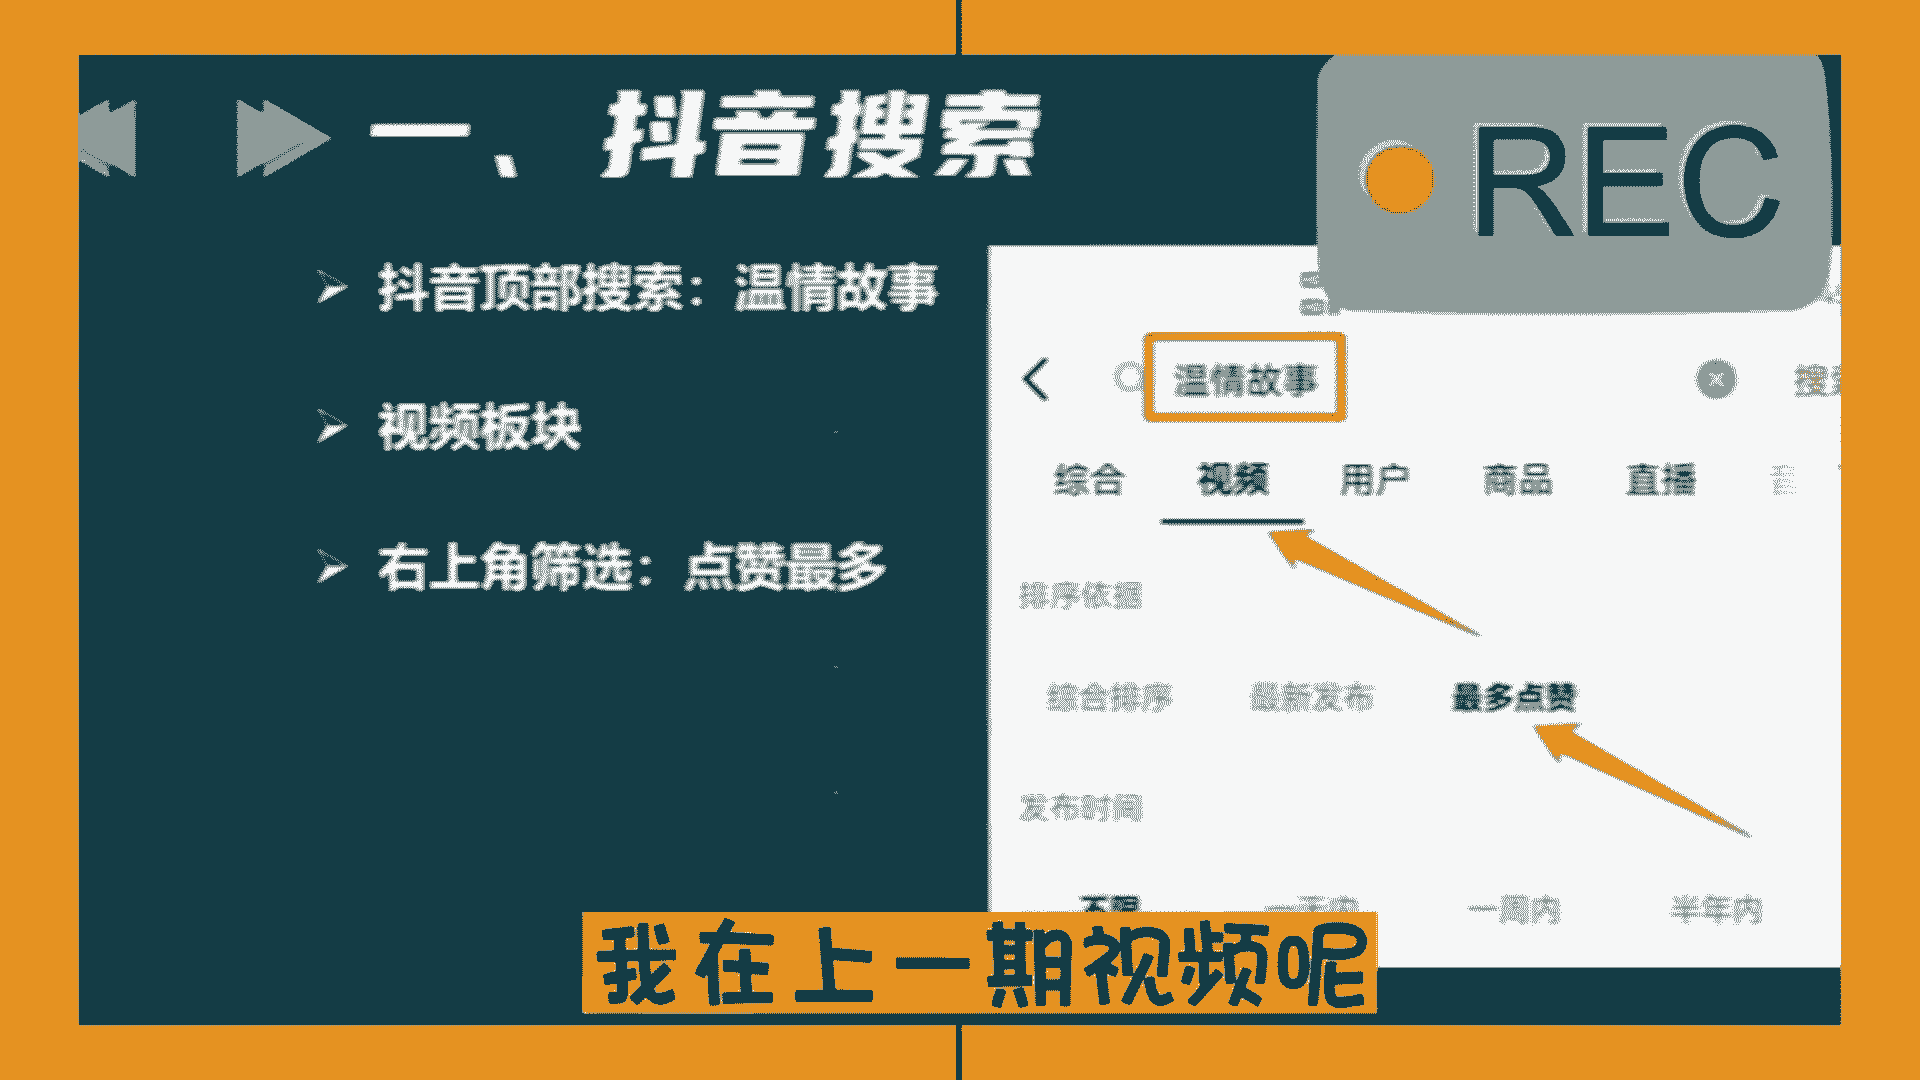 一、抖音搜索
REC
抖音顶部搜索：温情故事
视频板块
右上角筛选：点赞最多
温情故事
综合 视频 用户 商品 直播
排序依据
综合排序 最新发布 最多点赞
发布时间
不限 一天内 一周内 半年内
我在上一期视频呢